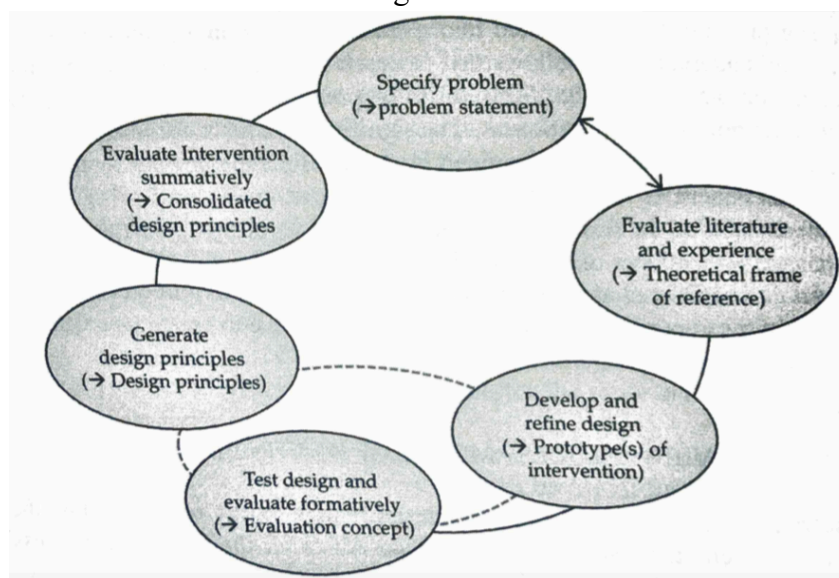 Specify problem
(→problem statement)
Evaluate Intervention
summatively
(→ Consolidated
design principles
Evaluate literature
and experience
(→ Theoretical frame
of reference)
Generate
design principles
(→ Design principles)
Develop and
refine design
(→ Prototype(s) of
intervention)
Test design and
evaluate formatively
(→ Evaluation concept)